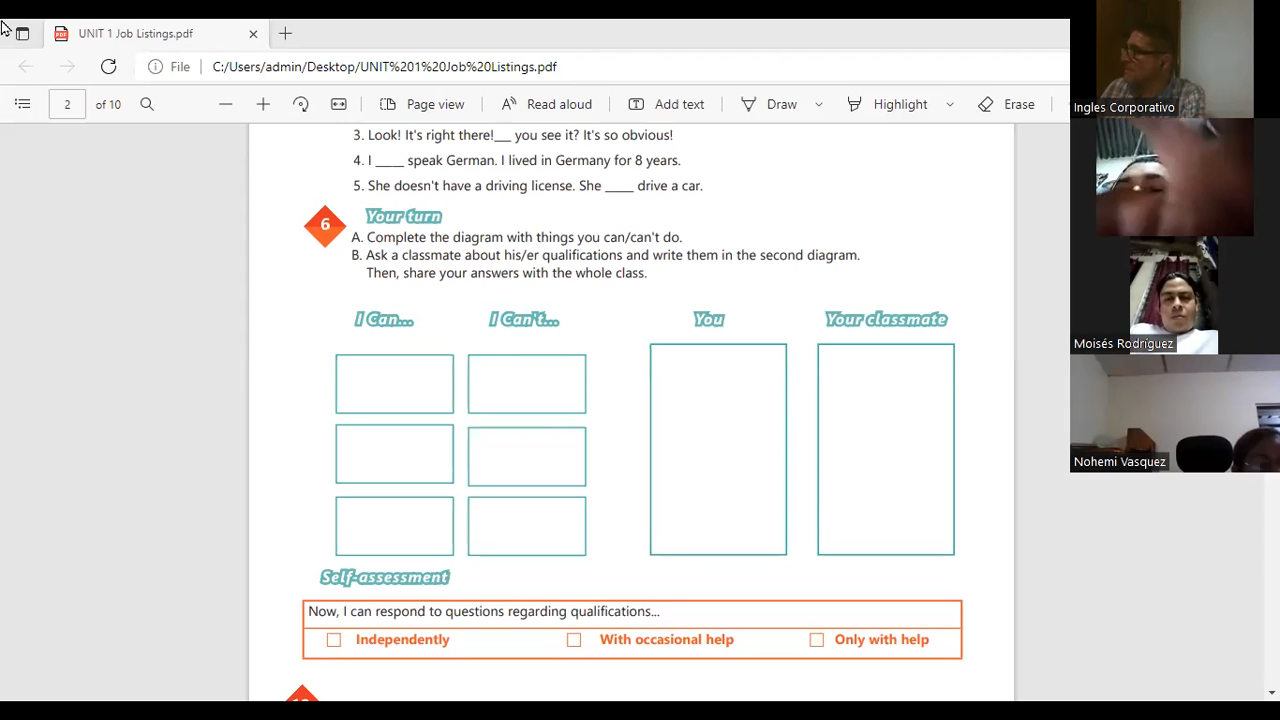 UNIT 1 Job Listings.pdf
File
C:/Users/admin/Desktop/UNIT%201%20Job%20Listings.pdf
2 of 10
Page view
Read aloud
Add text
Draw
Highlight
Erase
3. Look! It's right there!___ you see it? It's so obvious!
4. I _____ speak German. I lived in Germany for 8 years.
5. She doesn't have a driving license. She _____ drive a car.
6
Your turn
A. Complete the diagram with things you can/can't do.
B. Ask a classmate about his/er qualifications and write them in the second diagram.
Then, share your answers with the whole class.
I Can...
I Can't...
You
Your classmate
Self-assessment
Now, I can respond to questions regarding qualifications...
Independently
With occasional help
Only with help
Ingles Corporativo
Moisés Rodríguez
Nohemi Vasquez